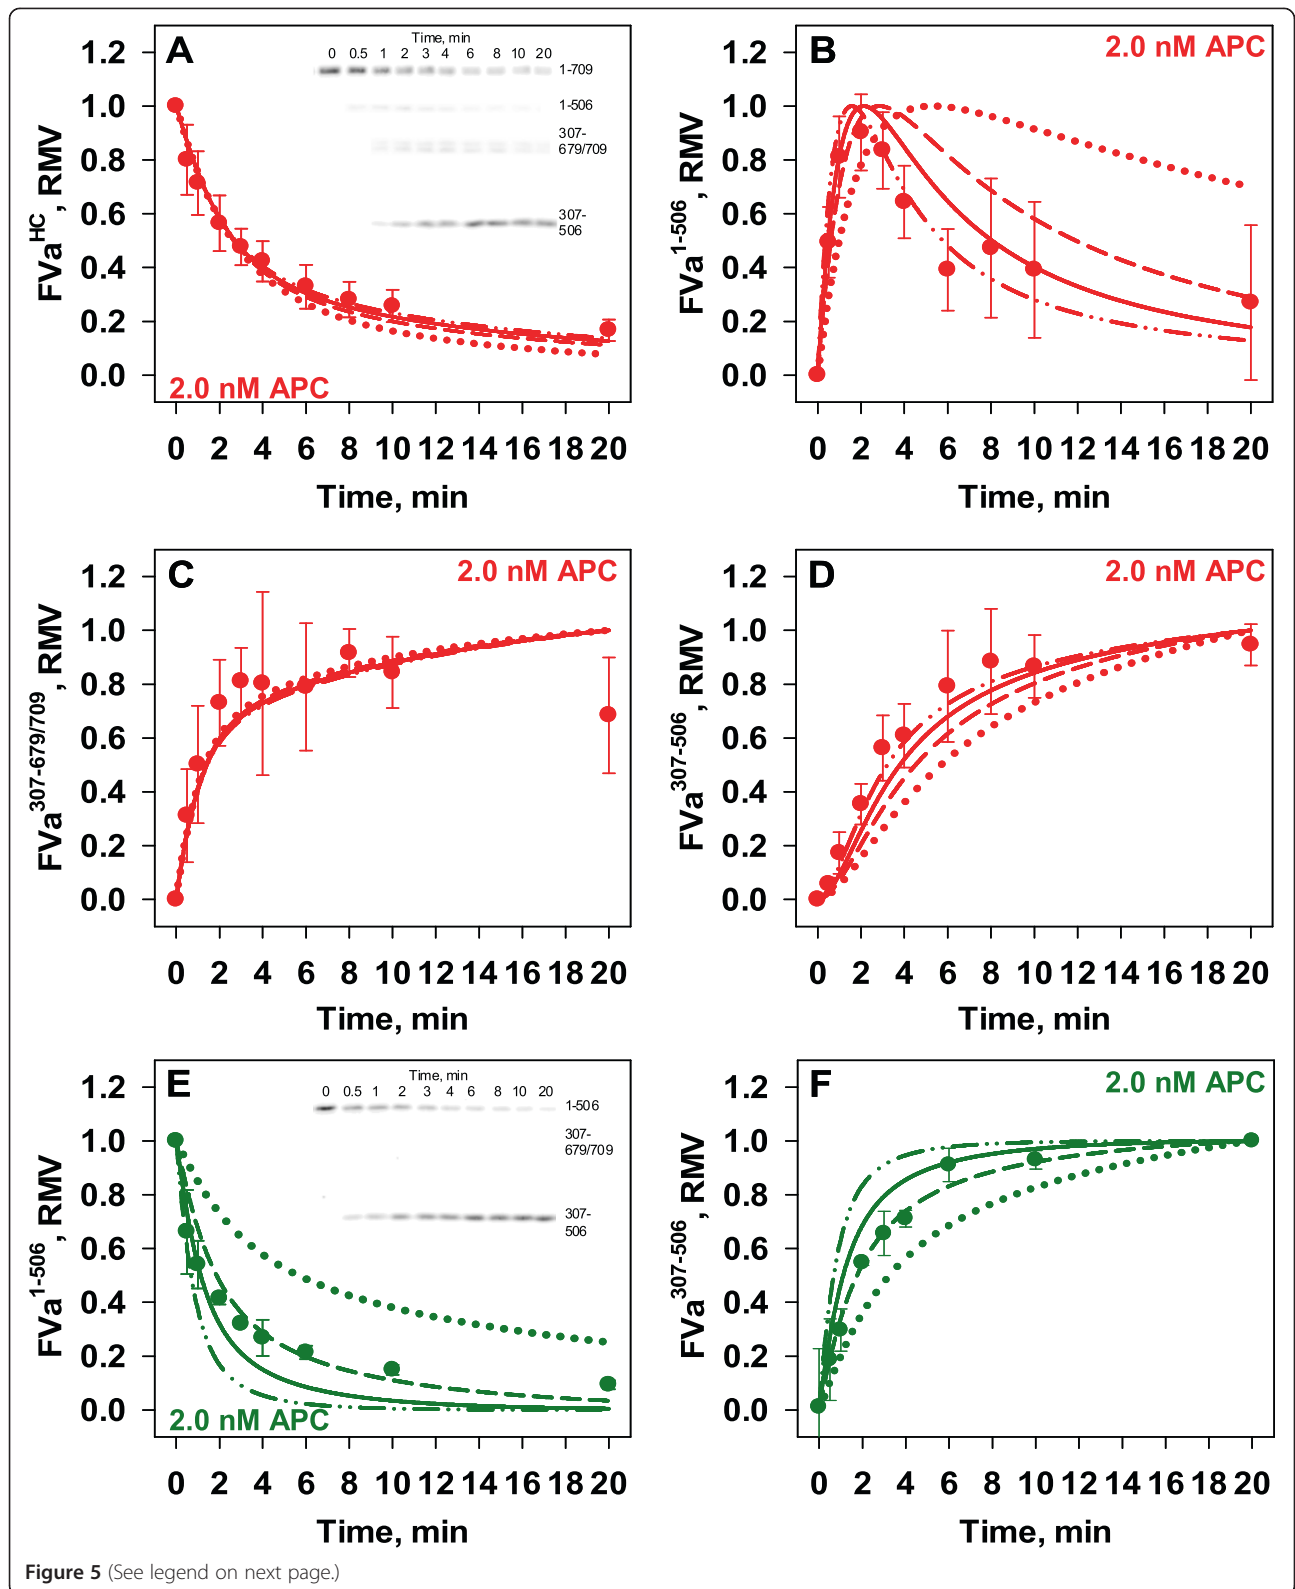 A
Time, min
0 0.5 1 2 3 4 6 8 10 20
1-709
1-506
307-
679/709
307-
506
FVa^HC, RMV
1.2
1.0
0.8
0.6
0.4
0.2
0.0
2.0 nM APC
0 2 4 6 8 10 12 14 16 18 20
Time, min
B
2.0 nM APC
FVa^1-506, RMV
1.2
1.0
0.8
0.6
0.4
0.2
0.0
0 2 4 6 8 10 12 14 16 18 20
Time, min
C
2.0 nM APC
FVa^307-679/709, RMV
1.2
1.0
0.8
0.6
0.4
0.2
0.0
0 2 4 6 8 10 12 14 16 18 20
Time, min
D
2.0 nM APC
FVa^307-506, RMV
1.2
1.0
0.8
0.6
0.4
0.2
0.0
0 2 4 6 8 10 12 14 16 18 20
Time, min
E
Time, min
0 0.5 1 2 3 4 6 8 10 20
1-506
307-
679/709
307-
506
FVa^1-506, RMV
1.2
1.0
0.8
0.6
0.4
0.2
0.0
2.0 nM APC
0 2 4 6 8 10 12 14 16 18 20
Time, min
F
2.0 nM APC
FVa^307-506, RMV
1.2
1.0
0.8
0.6
0.4
0.2
0.0
0 2 4 6 8 10 12 14 16 18 20
Time, min
Figure 5 (See legend on next page.)